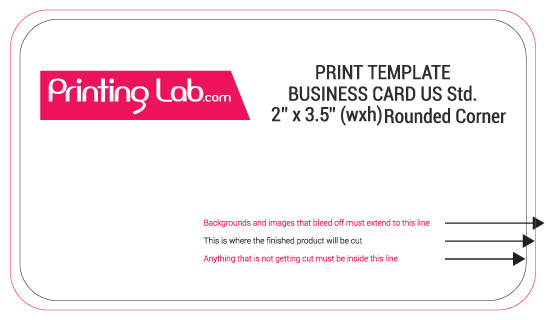 Printing Lab.com
PRINT TEMPLATE
BUSINESS CARD US Std.
2" x 3.5" (wxh) Rounded Corner
Backgrounds and images that bleed off must extend to this line
This is where the finished product will be cut
Anything that is not getting cut must be inside this line